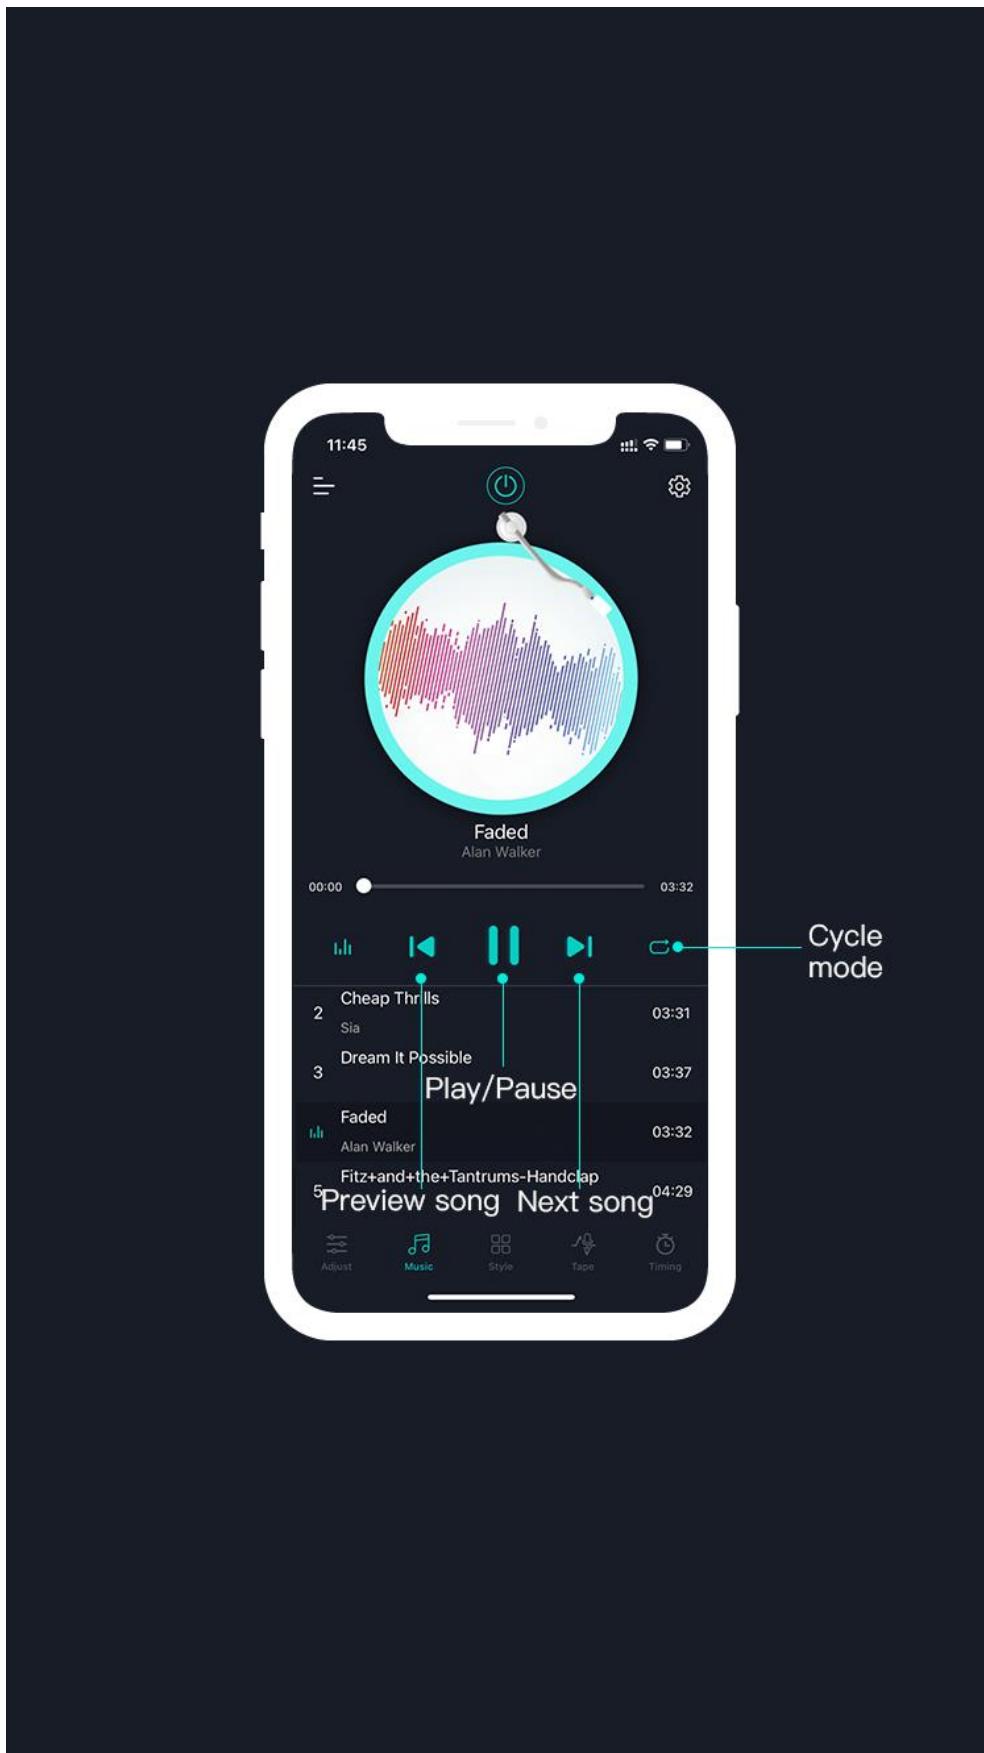 11:45
Faded
Alan Walker
00:00
03:32
Cycle
mode
2 Cheap Thrills 03:31
Sia
3 Dream It Possible 03:37
Play/Pause
Faded 03:32
Alan Walker
5 Fitz+and+the+Tantrums-Handclap 04:29
Preview song Next song
Adjust Music Style Tape Timing